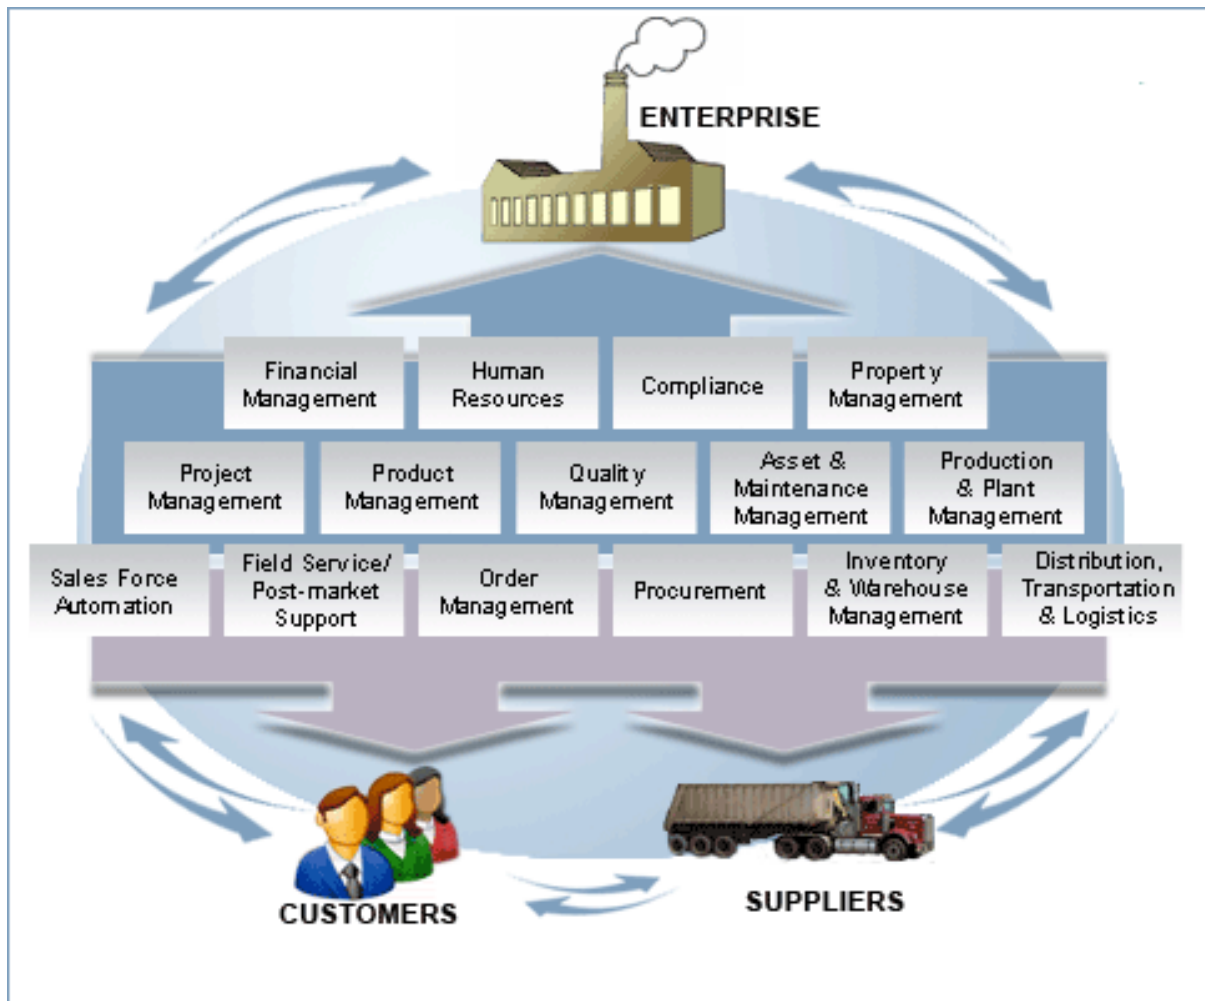 ENTERPRISE
Financial
Management
Human
Resources
Compliance
Property
Management
Project
Management
Product
Management
Quality
Management
Asset &
Maintenance
Management
Production
& Plant
Management
Sales Force
Automation
Field Service/
Post-market
Support
Order
Management
Procurement
Inventory
& Warehouse
Management
Distribution,
Transportation
& Logistics
CUSTOMERS
SUPPLIERS